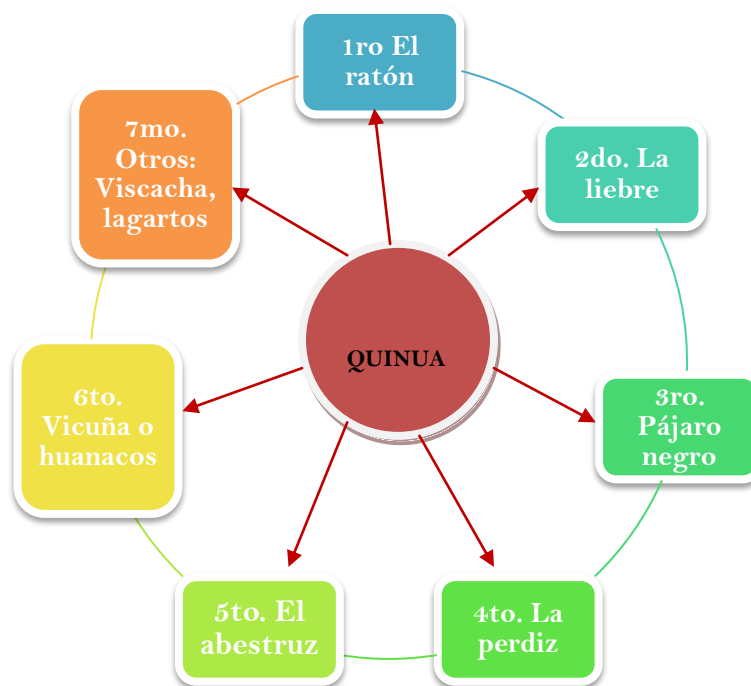 1ro El
ratón
2do. La
liebre
3ro.
Pájaro
negro
4to. La
perdiz
5to. El
abestruz
6to.
Vicuña o
huanacos
7mo.
Otros:
Viscacha,
lagartos
QUINUA